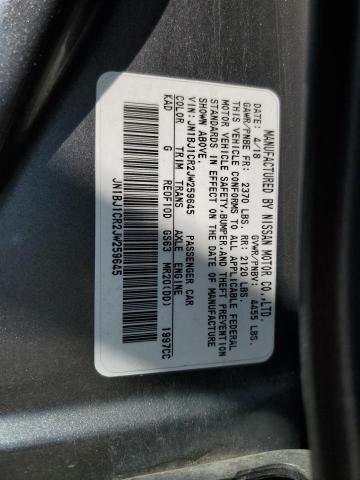 MANUFACTURED BY NISSAN MOTOR CO.,LTD.
DATE: 4/18 GVWR/PNBV: 4455 LBS.
GAWR/PNBE FR: 2370 LBS. RR: 2120 LBS.
THIS VEHICLE CONFORMS TO ALL APPLICABLE FEDERAL
MOTOR VEHICLE SAFETY,BUMPER,AND THEFT PREVENTION
STANDARDS IN EFFECT ON THE DATE OF MANUFACTURE
SHOWN ABOVE.
VIN:JN1BJ1CR2JW259645 PASSENGER CAR
COLOR TRIM TRANS AXLE ENGINE
KAD G RE0F10D GS63 MR20(DD) 1997CC
JN1BJ1CR2JW259645